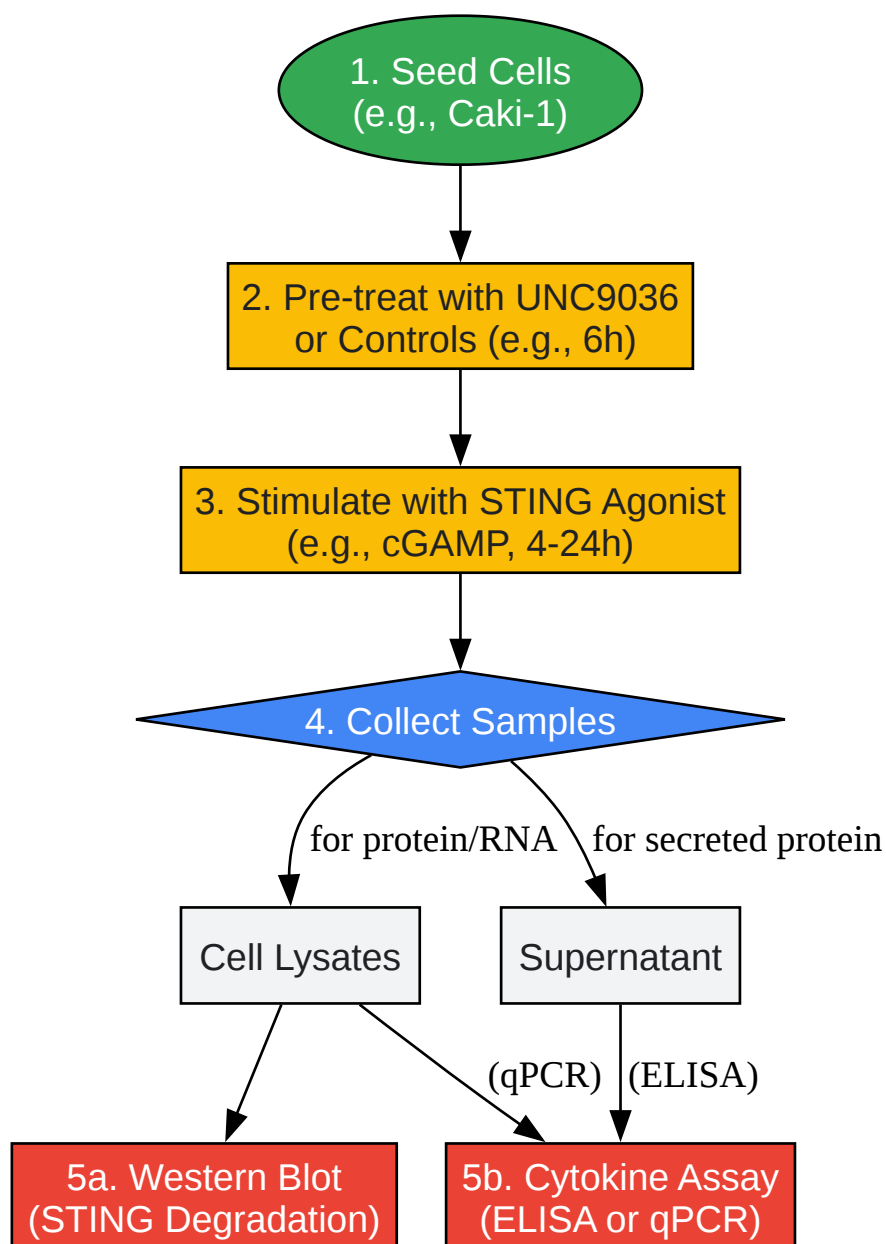 1. Seed Cells
(e.g., Caki-1)
2. Pre-treat with UNC9036
or Controls (e.g., 6h)
3. Stimulate with STING Agonist
(e.g., cGAMP, 4-24h)
4. Collect Samples
for protein/RNA
for secreted protein
Cell Lysates
Supernatant
(qPCR)
(ELISA)
5a. Western Blot
(STING Degradation)
5b. Cytokine Assay
(ELISA or qPCR)